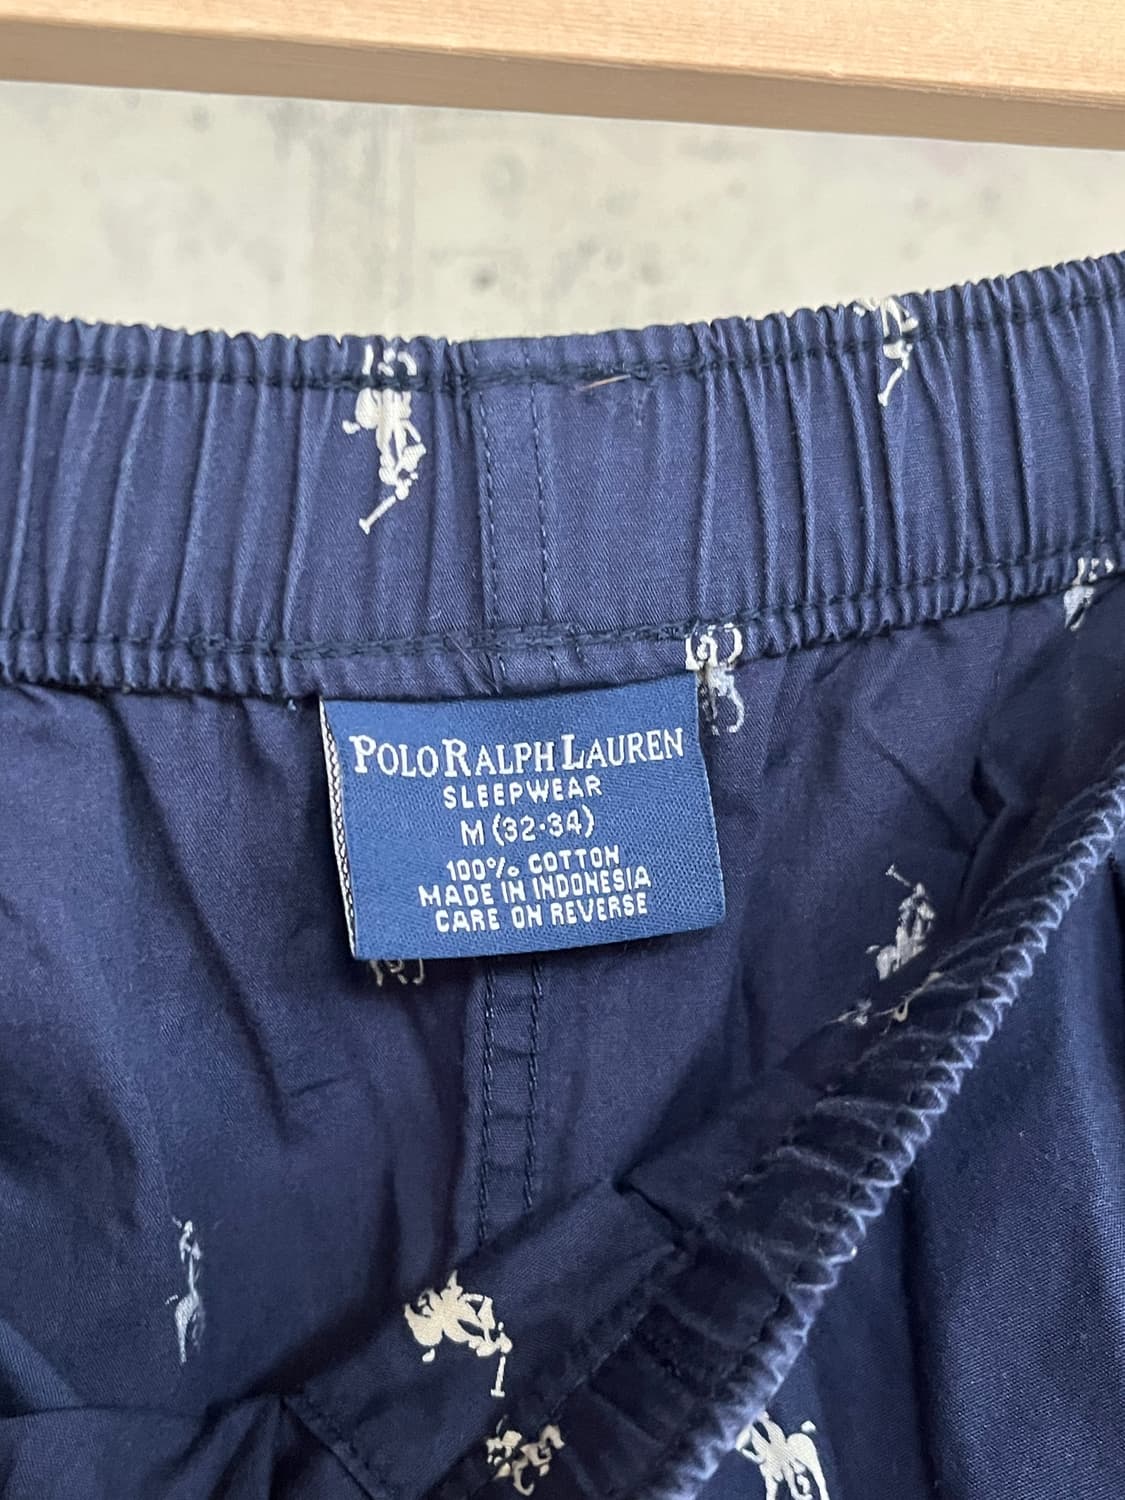 POLO RALPH LAUREN
SLEEPWEAR
M (32-34)
100% COTTON
MADE IN INDONESIA
CARE ON REVERSE